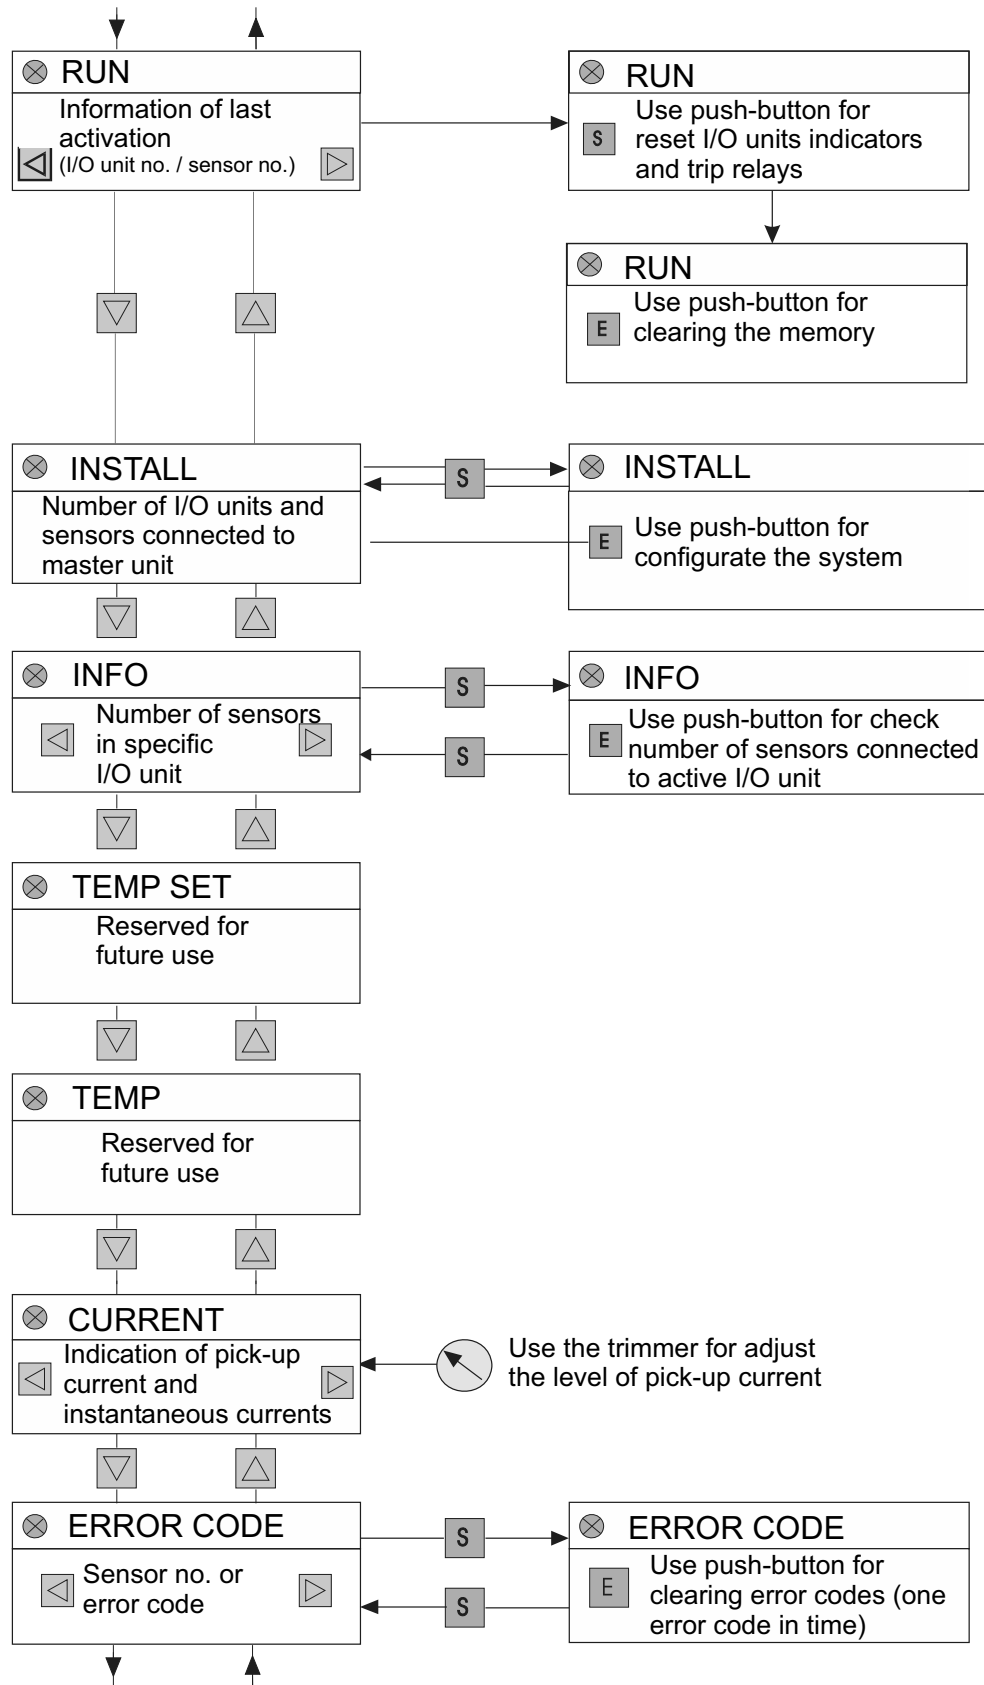 RUN
Information of last
activation
(I/O unit no. / sensor no.)
RUN
Use push-button for
S
reset I/O units indicators
and trip relays
RUN
Use push-button for
E
clearing the memory
INSTALL
Number of I/O units and
sensors connected to
master unit
S
INSTALL
Use push-button for
E
configurate the system
INFO
Number of sensors
in specific
I/O unit
S
S
INFO
Use push-button for check
E
number of sensors connected
to active I/O unit
TEMP SET
Reserved for
future use
TEMP
Reserved for
future use
CURRENT
Indication of pick-up
current and
instantaneous currents
Use the trimmer for adjust
the level of pick-up current
ERROR CODE
Sensor no. or
error code
S
S
ERROR CODE
Use push-button for
E
clearing error codes (one
error code in time)